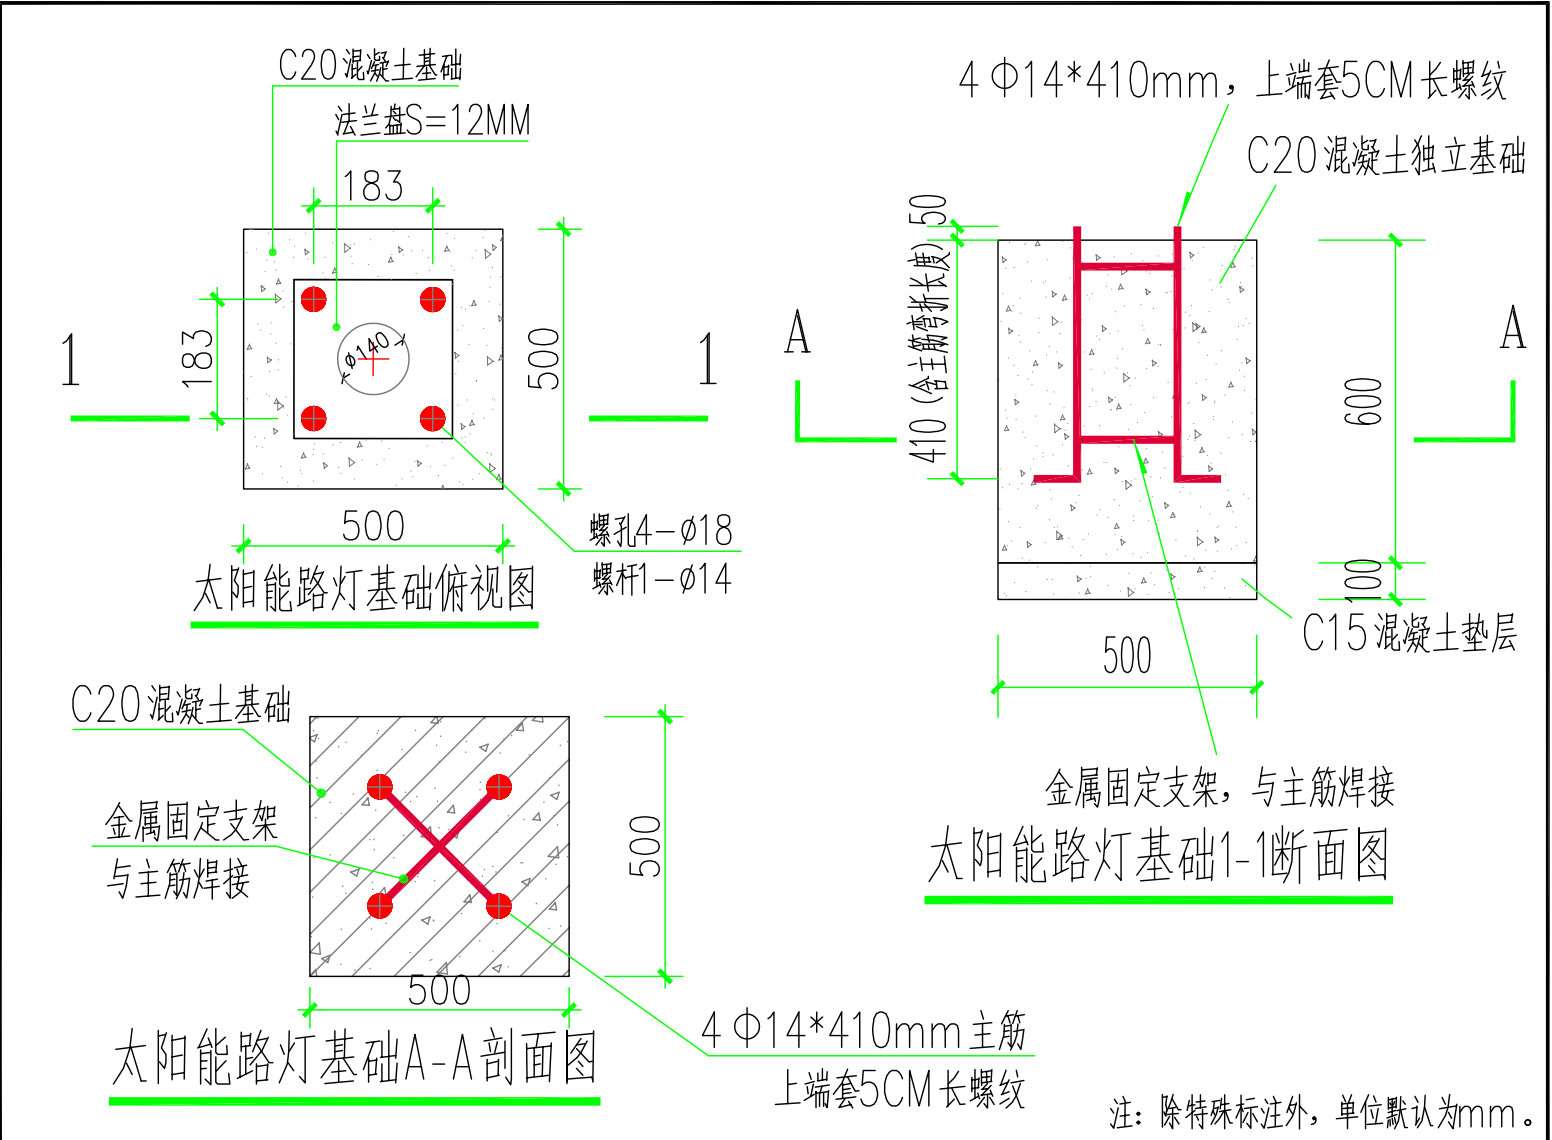 C20混凝土基础
法兰盘S=12MM
183
183
500
500
ø140
1
1
螺孔4-ø18
螺杆1-ø14
太阳能路灯基础俯视图
4Φ14*410mm，上端套5CM长螺纹
C20混凝土独立基础
50
410（含主筋弯折长度）
A
A
600
100
C15混凝土垫层
500
金属固定支架，与主筋焊接
太阳能路灯基础1-1断面图
C20混凝土基础
金属固定支架
与主筋焊接
500
500
4Φ14*410mm主筋
上端套5CM长螺纹
太阳能路灯基础A-A剖面图
注：除特殊标注外，单位默认为mm。